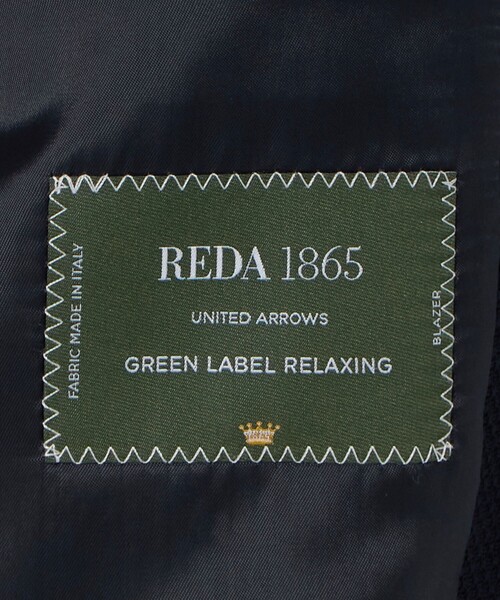 REDA 1865
UNITED ARROWS
GREEN LABEL RELAXING
FABRIC MADE IN ITALY
BLAZER